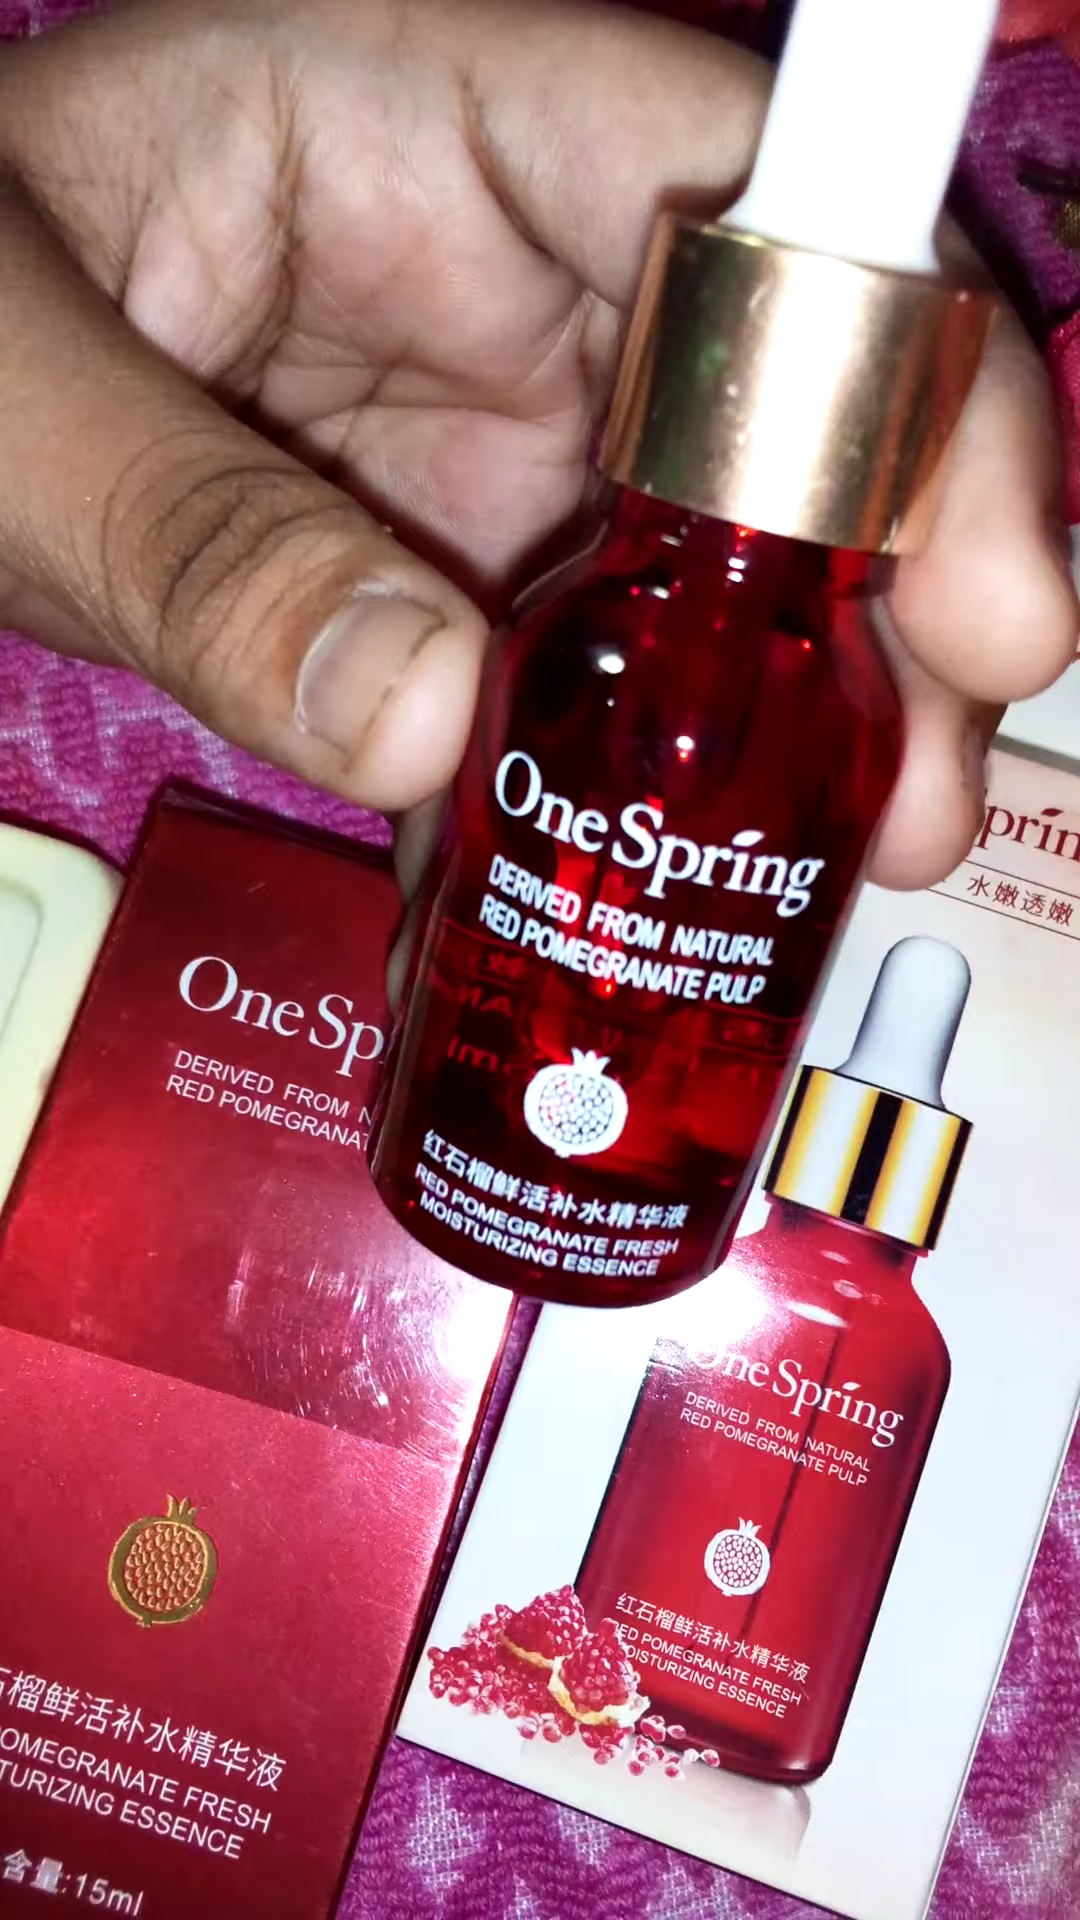 One Spring
DERIVED FROM NATURAL
RED POMEGRANATE PULP
红石榴鲜活补水精华液
RED POMEGRANATE FRESH
MOISTURIZING ESSENCE
One Sp
DERIVED FROM N
RED POMEGRANAT
石榴鲜活补水精华液
OMEGRANATE FRESH
TURIZING ESSENCE
含量:15ml
Sprin
水嫩透嫩
One Spring
DERIVED FROM NATURAL
RED POMEGRANATE PULP
红石榴鲜活补水精华液
RED POMEGRANATE FRESH
MOISTURIZING ESSENCE